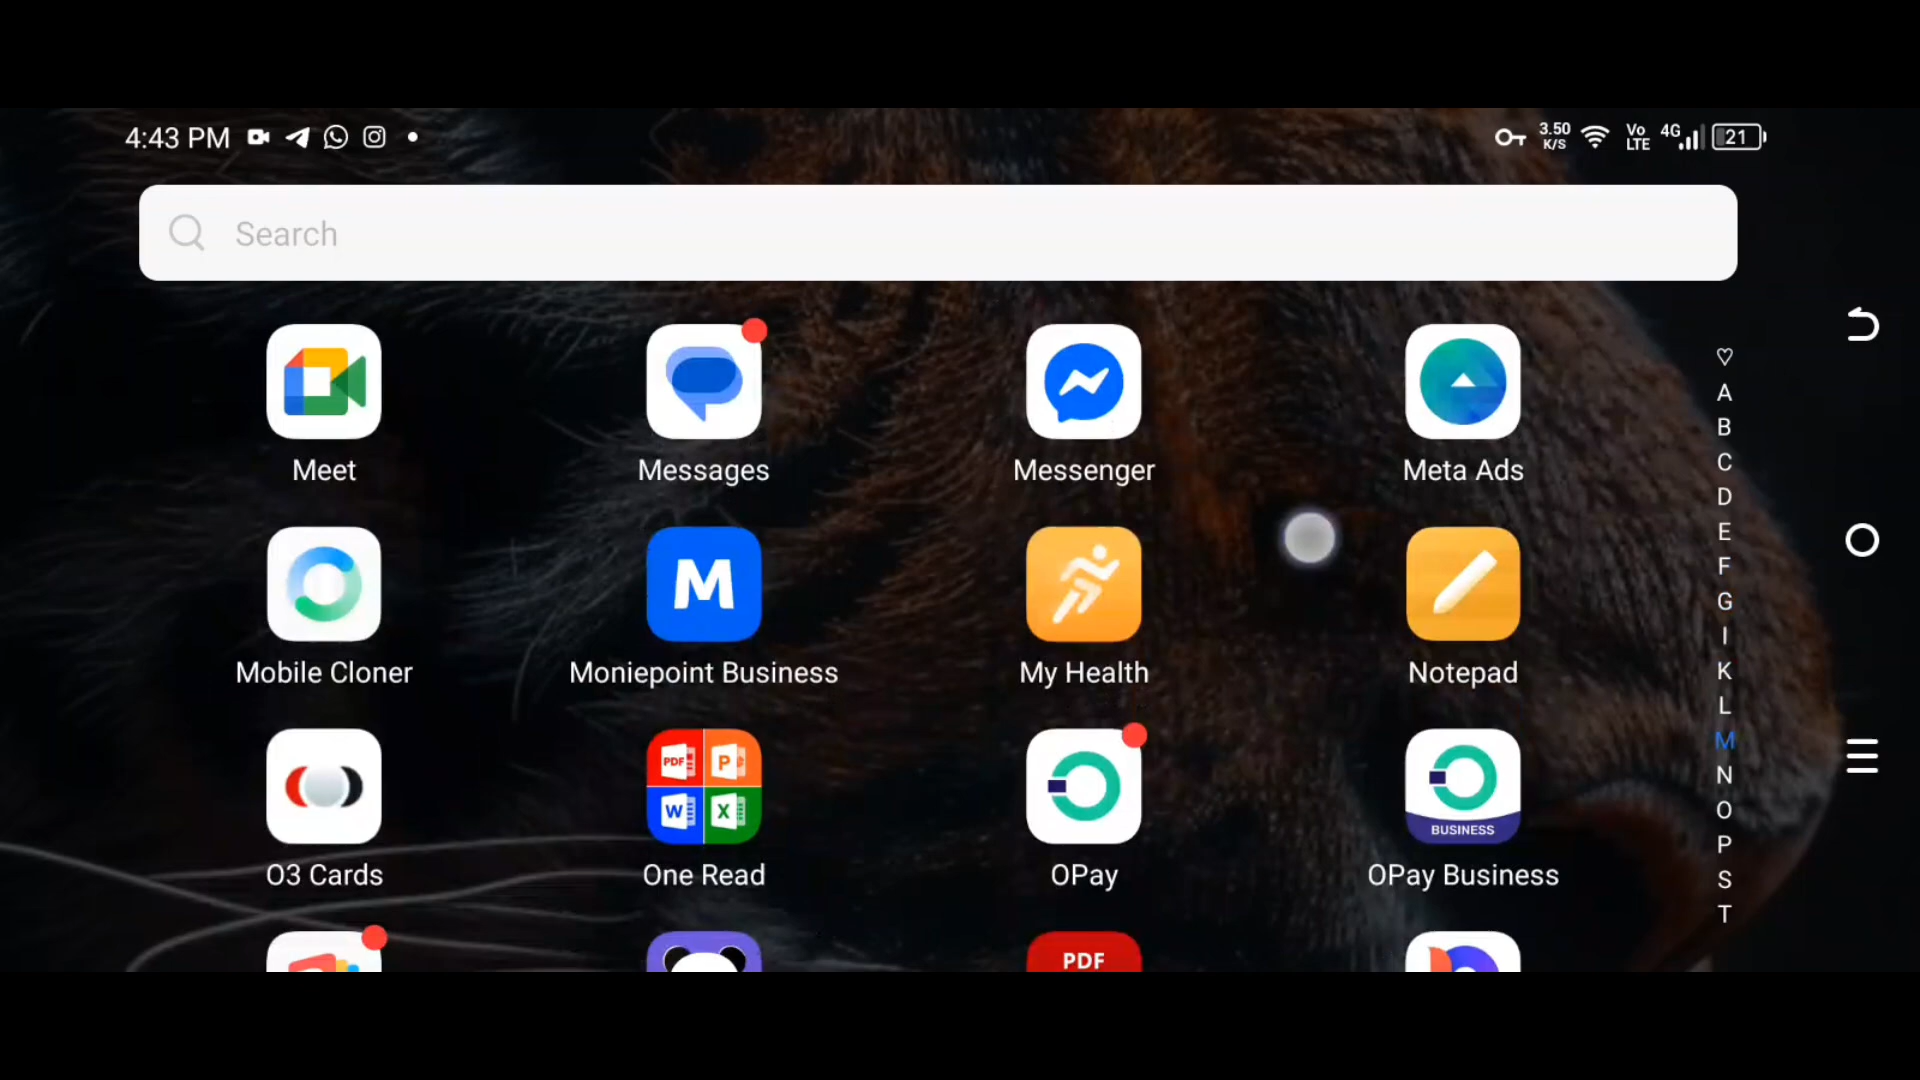 4:43 PM
3.50
K/S
Vo
LTE
4G
21
Search
Meet
Messages
Messenger
Meta Ads
M
Mobile Cloner
Moniepoint Business
My Health
Notepad
PDF
P
W
X
BUSINESS
O3 Cards
One Read
OPay
OPay Business
PDF
A
B
C
D
E
F
G
I
K
L
M
N
O
P
S
T